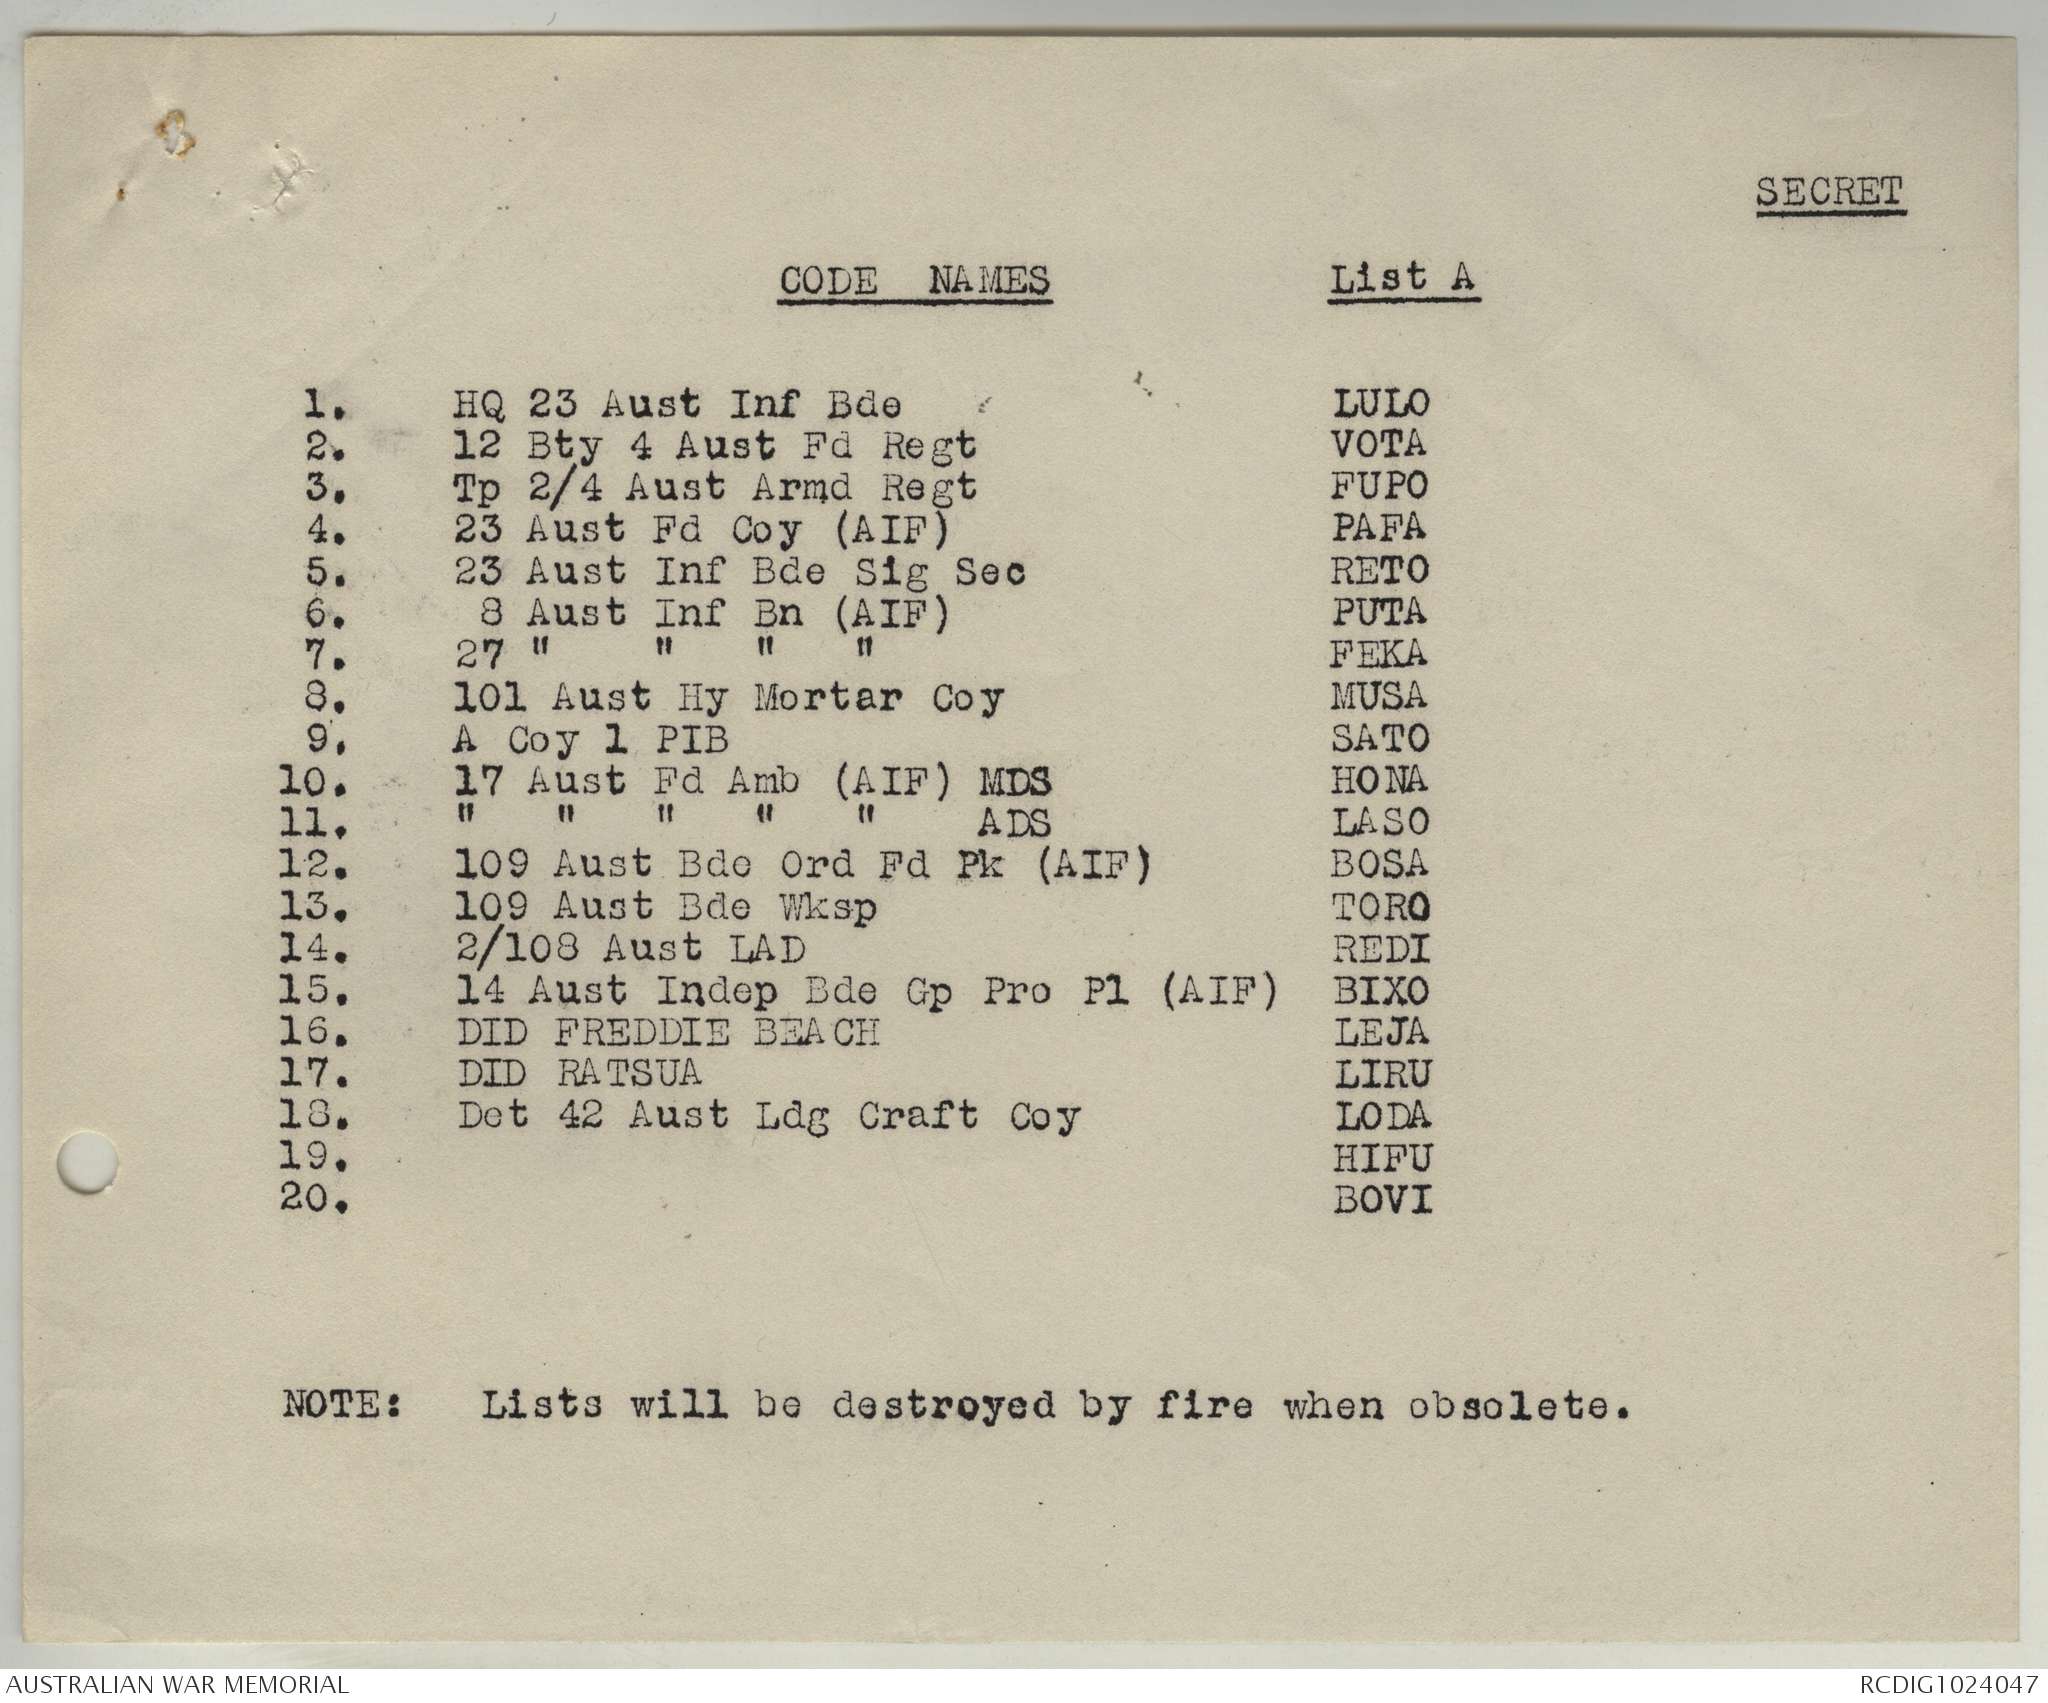 SECRET
CODE NAMES List A
1. HQ 23 Aust Inf Bde LULO
2. 12 Bty 4 Aust Fd Regt VOTA
3. Tp 2/4 Aust Armd Regt FUPO
4. 23 Aust Fd Coy (AIF) PAFA
5. 23 Aust Inf Bde Sig Sec RETO
6. 8 Aust Inf Bn (AIF) PUTA
7. 27 " " " " FEKA
8. 101 Aust Hy Mortar Coy MUSA
9. A Coy 1 PIB SATO
10. 17 Aust Fd Amb (AIF) MDS HONA
11. " " " " " ADS LASO
12. 109 Aust Bde Ord Fd Pk (AIF) BOSA
13. 109 Aust Bde Wksp TORO
14. 2/108 Aust LAD REDI
15. 14 Aust Indep Bde Gp Pro Pl (AIF) BIXO
16. DID FREDDIE BEACH LEJA
17. DID RATSUA LIRU
18. Det 42 Aust Ldg Craft Coy LODA
19. HIFU
20. BOVI
NOTE: Lists will be destroyed by fire when obsolete.
AUSTRALIAN WAR MEMORIAL RCDIG1024047